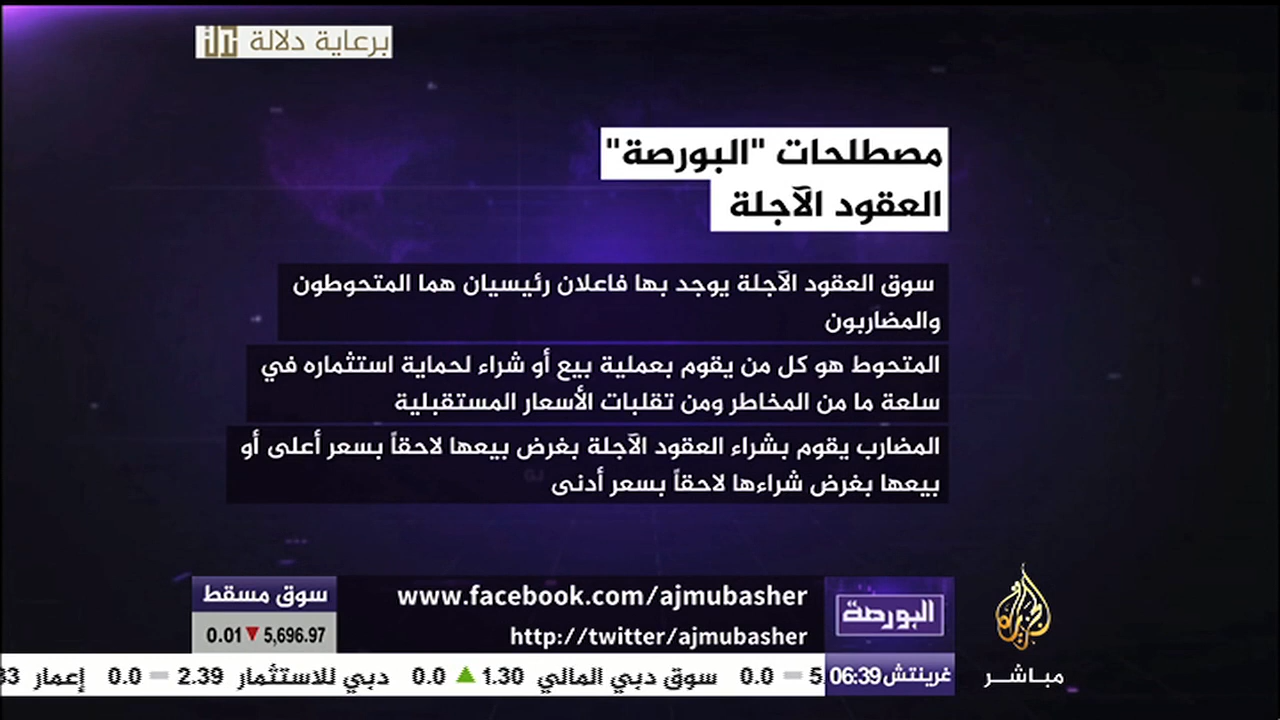 برعاية دلالة
مصطلحات "البورصة"
العقود الآجلة
سوق العقود الآجلة يوجد بها فاعلان رئيسيان هما المتحوطون
والمضاربون
المتحوط هو كل من يقوم بعملية بيع أو شراء لحماية استثماره في
سلعة ما من المخاطر ومن تقلبات الأسعار المستقبلية
المضارب يقوم بشراء العقود الآجلة بغرض بيعها لاحقاً بسعر أعلى أو
بيعها بغرض شراءها لاحقاً بسعر أدنى
سوق مسقط
5,696.97 ▼ 0.01
www.facebook.com/ajmubasher
http://twitter/ajmubasher
البورصة
الجزيرة
مباشر
غرينتش 06:39
0.0 سوق دبي المالي 1.30 ▲ 0.0 دبي للاستثمار 2.39 0.0 إعمار